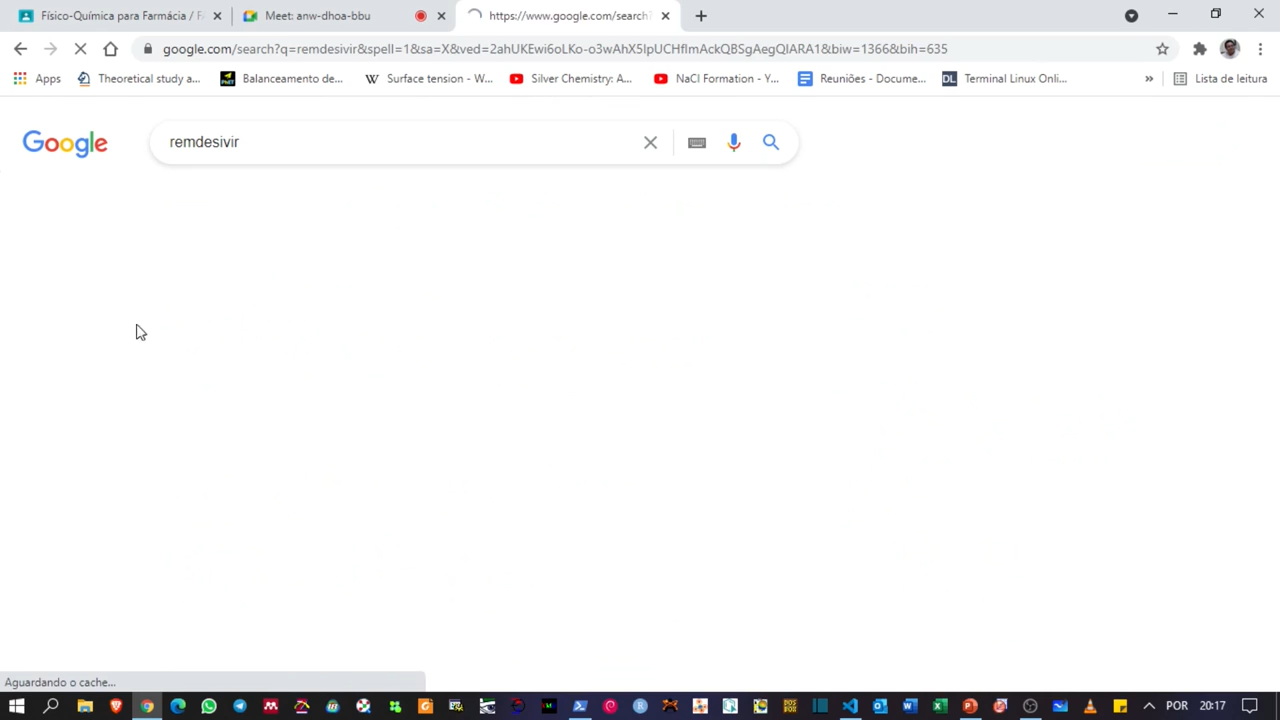 Físico-Química para Farmácia / F
Meet: anw-dhoa-bbu
https://www.google.com/search?
google.com/search?q=remdesivir&spell=1&sa=X&ved=2ahUKEwi6oLKo-o3wAhX5IpUCHfImAckQBSgAegQIARA1&biw=1366&bih=635
Apps
Theoretical study a...
Balanceamento de...
Surface tension - W...
Silver Chemistry: A...
NaCl Formation - Y...
Reuniões - Docume...
DL
Terminal Linux Onli...
»
Lista de leitura
Google
remdesivir
Aguardando o cache...
POR
20:17